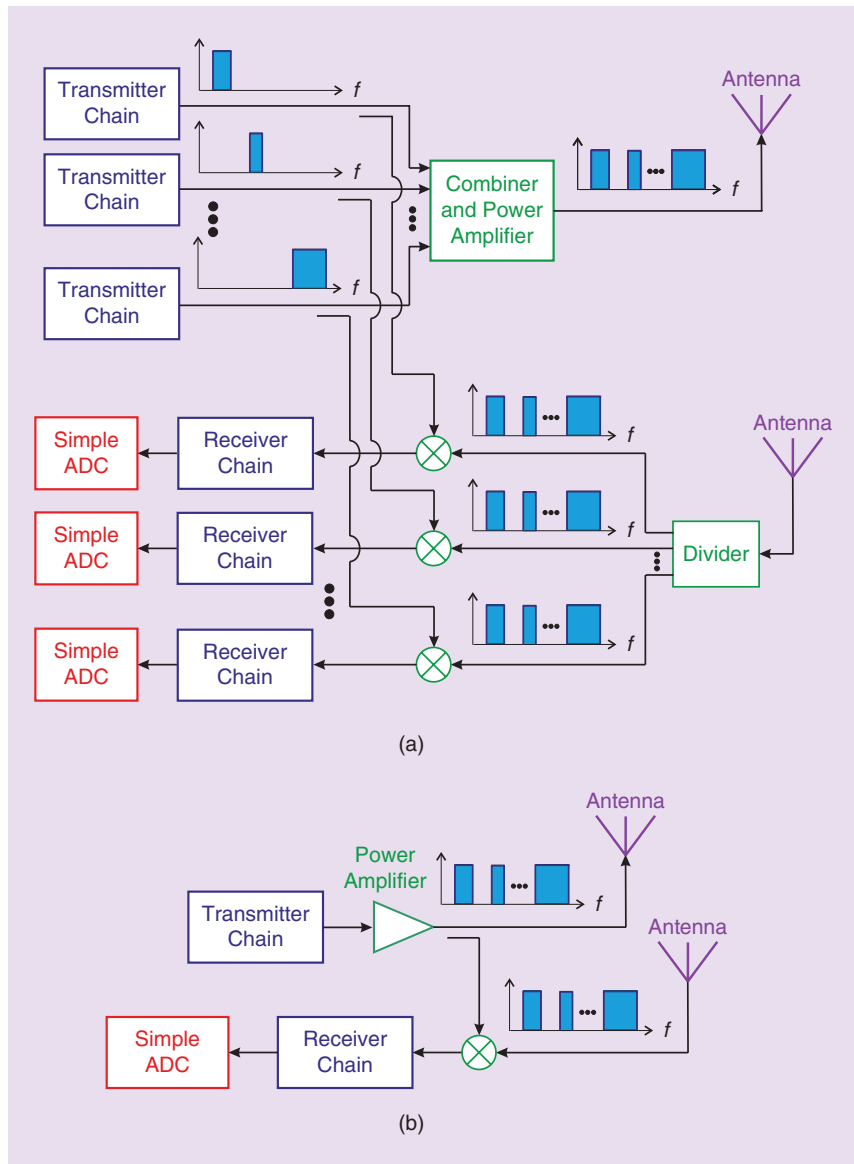 f
Transmitter
Chain
Antenna
f
Transmitter
Chain
Combiner
and Power
Amplifier
f
f
Transmitter
Chain
f
Simple
ADC
Receiver
Chain
Antenna
f
Simple
ADC
Receiver
Chain
Divider
f
Simple
ADC
Receiver
Chain
(a)
Antenna
Power
Amplifier
f
Transmitter
Chain
Antenna
f
Simple
ADC
Receiver
Chain
(b)